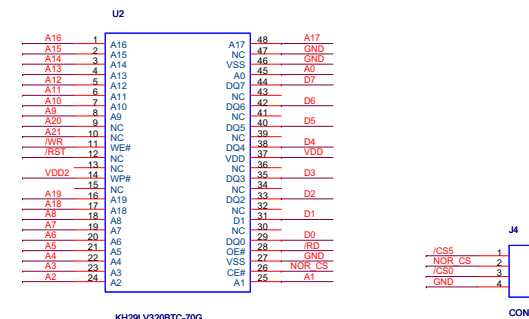 U2
A16 1 A16 A17 48 A17
A15 2 A15 NC 47 GND
A14 3 A14 VSS 46 GND
A13 4 A13 A0 45 A0
A12 5 A12 DQ7 44 D7
A11 6 A11 NC 43
A10 7 A10 DQ6 42 D6
A9 8 A9 NC 41
A20 9 NC DQ5 40 D5
A21 10 NC NC 39
/WR 11 WE# DQ4 38 D4
/RST 12 NC VDD 37 VDD
13 NC NC 36
VDD2 14 WP# DQ3 35 D3
15 NC NC 34
A19 16 A19 DQ2 33 D2
A18 17 A18 NC 32
A8 18 A8 D1 31 D1
A7 19 A7 NC 30
A6 20 A6 DQ0 29 D0
A5 21 A5 OE# 28 /RD
A4 22 A4 VSS 27 GND
A3 23 A3 CE# 26 NOR_CS
A2 24 A2 A1 25 A1
KH29LV320BTC-70G
J4
/CS5 1
NOR_CS 2
/CS0 3
GND 4
CON